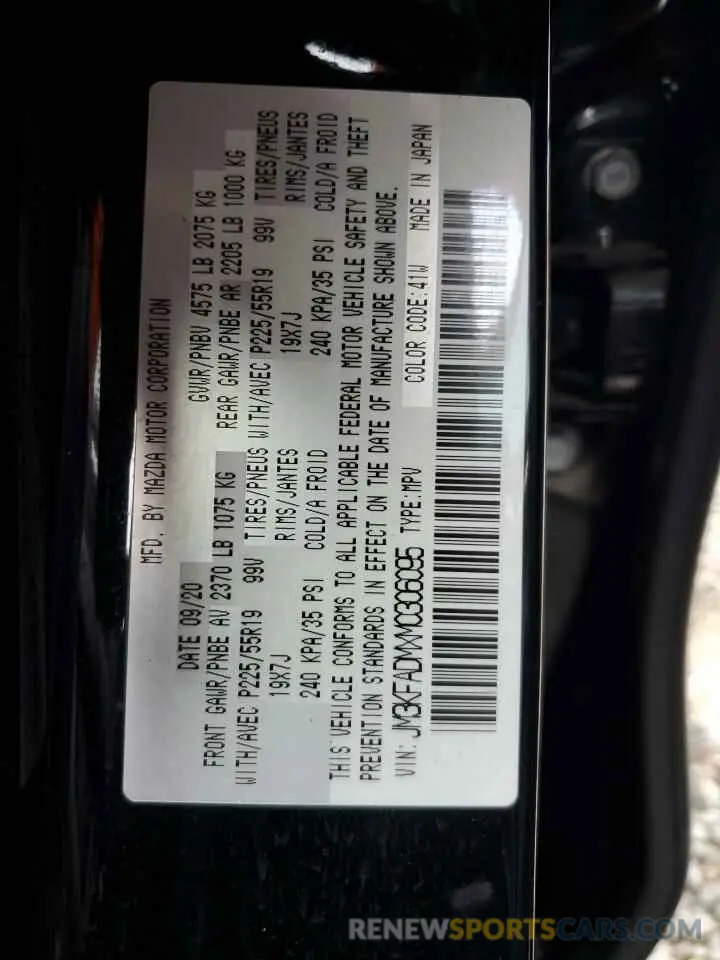 MFD. BY MAZDA MOTOR CORPORATION
DATE 09/20 GVWR/PNBV 4575 LB 2075 KG
FRONT GAWR/PNBE AV 2370 LB 1075 KG REAR GAWR/PNBE AR 2205 LB 1000 KG
WITH/AVEC P225/55R19 99V TIRES/PNEUS WITH/AVEC P225/55R19 99V TIRES/PNEUS
19X7J RIMS/JANTES 19X7J RIMS/JANTES
240 KPA/35 PSI COLD/A FROID 240 KPA/35 PSI COLD/A FROID
THIS VEHICLE CONFORMS TO ALL APPLICABLE FEDERAL MOTOR VEHICLE SAFETY AND THEFT
PREVENTION STANDARDS IN EFFECT ON THE DATE OF MANUFACTURE SHOWN ABOVE.
VIN: JM3KFADMXM0306095 TYPE:MPV COLOR CODE:41W MADE IN JAPAN
RENEWSPORTSCARS.COM